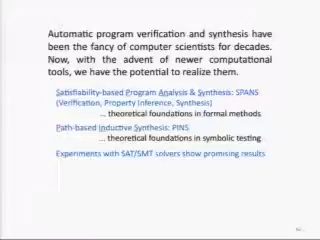 Automatic program verification and synthesis have
been the fancy of computer scientists for decades.
Now, with the advent of newer computational
tools, we have the potential to realize them.
Satisfiability-based Program Analysis & Synthesis: SPANS
(Verification, Property Inference, Synthesis)
... theoretical foundations in formal methods
Path-based Inductive Synthesis: PINS
... theoretical foundations in symbolic testing
Experiments with SAT/SMT solvers show promising results